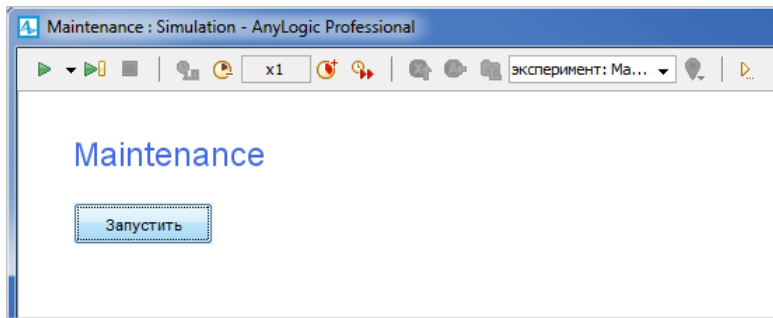 Maintenance : Simulation - AnyLogic Professional
x1 эксперимент: Ma...
Maintenance
Запустить